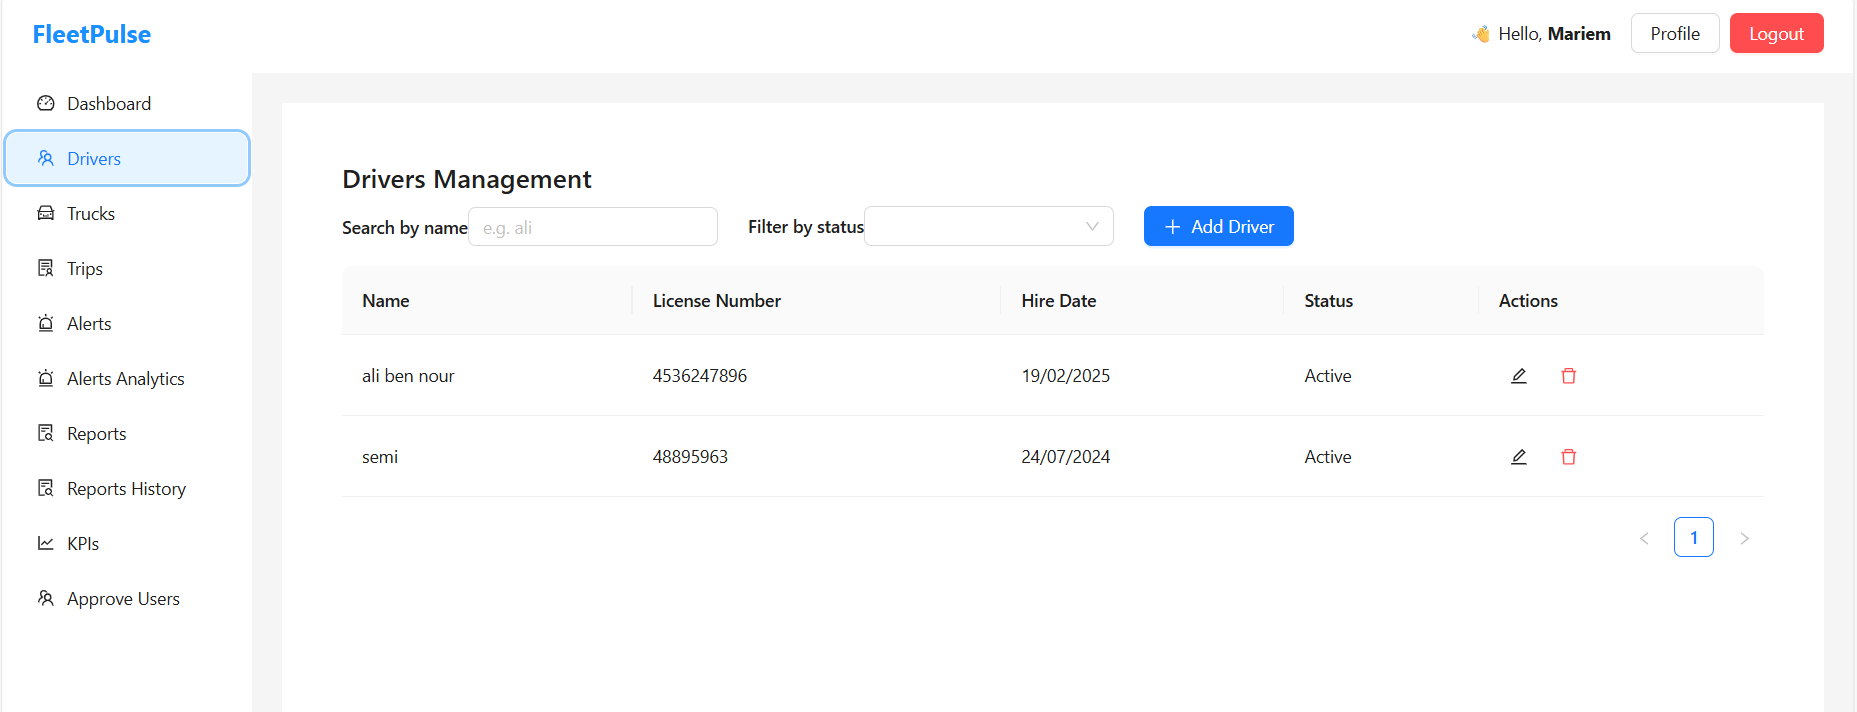 FleetPulse
👋 Hello, Mariem
Profile
Logout
Dashboard
Drivers
Trucks
Trips
Alerts
Alerts Analytics
Reports
Reports History
KPIs
Approve Users
Drivers Management
Search by name e.g. ali Filter by status + Add Driver
Name License Number Hire Date Status Actions
ali ben nour 4536247896 19/02/2025 Active
semi 48895963 24/07/2024 Active
< 1 >